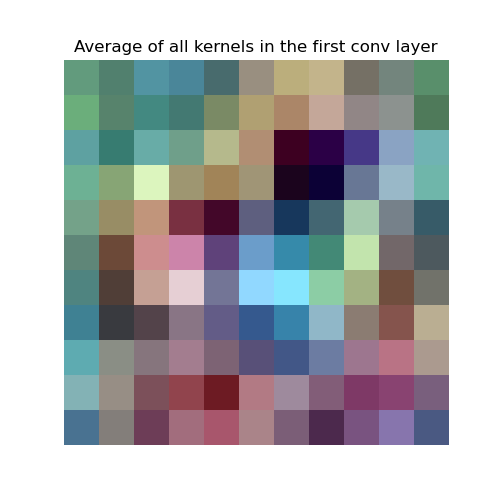 Average of all kernels in the first conv layer